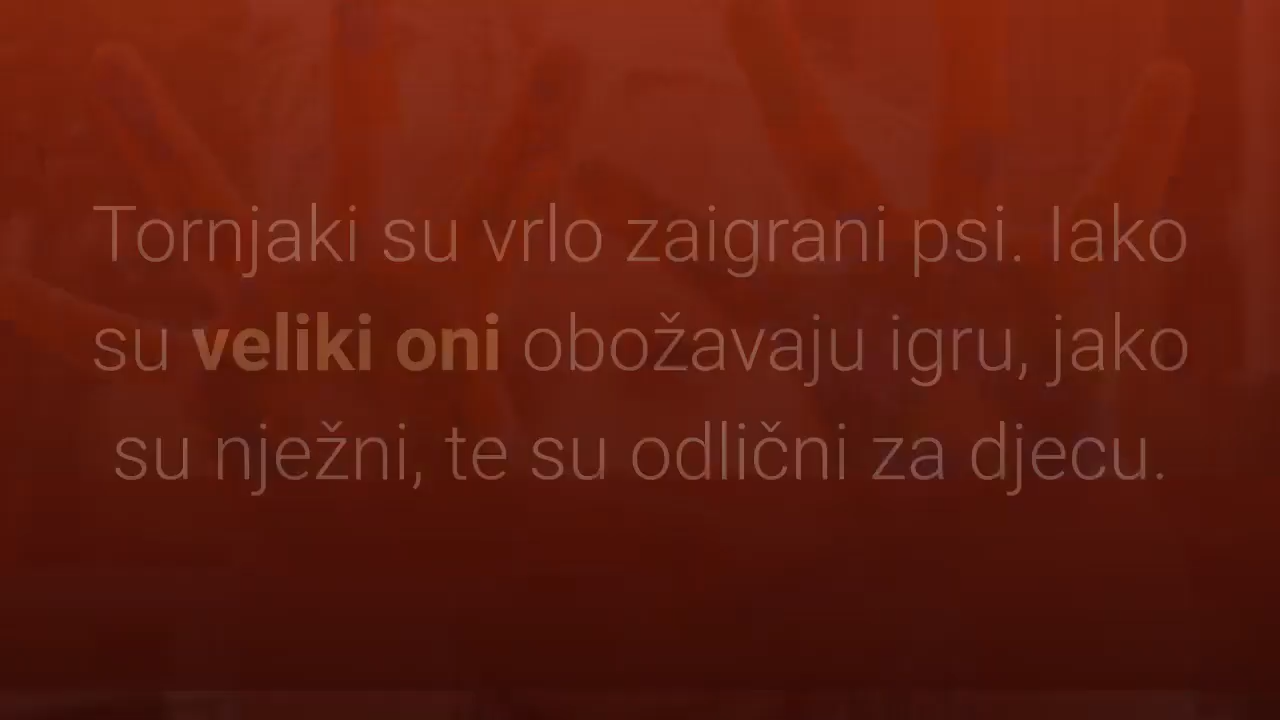 Tornjaki su vrlo zaigrani psi. Iako
su veliki oni obožavaju igru, jako
su nježni, te su odlični za djecu.